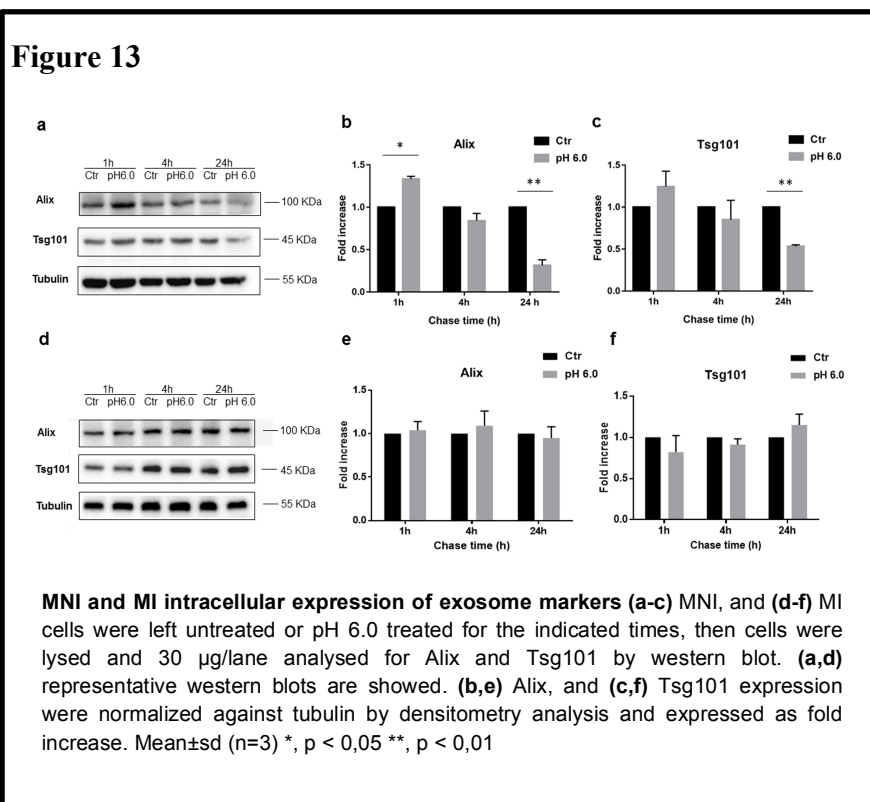 Figure 13
a
1h 4h 24h
Ctr pH6.0 Ctr pH6.0 Ctr pH 6.0
Alix
100 KDa
Tsg101
45 KDa
Tubulin
55 KDa
b
Alix
Ctr
pH 6.0
*
**
Fold increase
1.5
1.0
0.5
0.0
1h 4h 24 h
Chase time (h)
c
Tsg101
Ctr
pH 6.0
**
Fold increase
1.5
1.0
0.5
0.0
1h 4h 24h
Chase time (h)
d
1h 4h 24h
Ctr pH6.0 Ctr pH6.0 Ctr pH 6.0
Alix
100 KDa
Tsg101
45 KDa
Tubulin
55 KDa
e
Alix
Ctr
pH 6.0
Fold increase
1.5
1.0
0.5
0.0
1h 4h 24h
Chase time (h)
f
Tsg101
Ctr
pH 6.0
Fold increase
1.5
1.0
0.5
0.0
1h 4h 24h
Chase time (h)
MNI and MI intracellular expression of exosome markers (a-c) MNI, and (d-f) MI
cells were left untreated or pH 6.0 treated for the indicated times, then cells were
lysed and 30 µg/lane analysed for Alix and Tsg101 by western blot. (a,d)
representative western blots are showed. (b,e) Alix, and (c,f) Tsg101 expression
were normalized against tubulin by densitometry analysis and expressed as fold
increase. Mean±sd (n=3) *, p < 0,05 **, p < 0,01